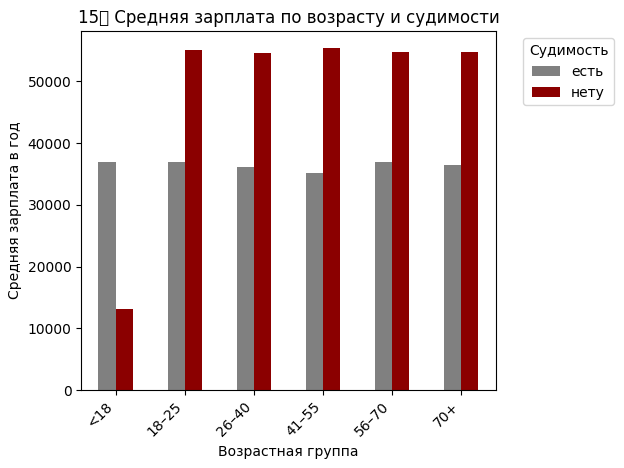 15 Средняя зарплата по возрасту и судимости
Судимость
есть
нету
Средняя зарплата в год
50000
40000
30000
20000
10000
0
<18
18–25
26–40
41–55
56–70
70+
Возрастная группа